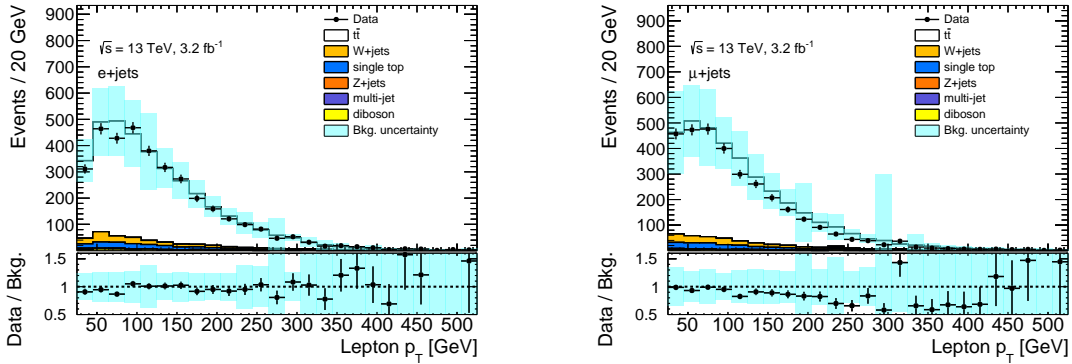 Events / 20 GeV
900
800
700
600
500
400
300
200
100
√s = 13 TeV, 3.2 fb⁻¹
e+jets
Data
tt̄
W+jets
single top
Z+jets
multi-jet
diboson
Bkg. uncertainty
Data / Bkg.
1.5
1
0.5
50 100 150 200 250 300 350 400 450 500
Lepton p_T [GeV]
Events / 20 GeV
900
800
700
600
500
400
300
200
100
√s = 13 TeV, 3.2 fb⁻¹
μ+jets
Data
tt̄
W+jets
single top
Z+jets
multi-jet
diboson
Bkg. uncertainty
Data / Bkg.
1.5
1
0.5
50 100 150 200 250 300 350 400 450 500
Lepton p_T [GeV]